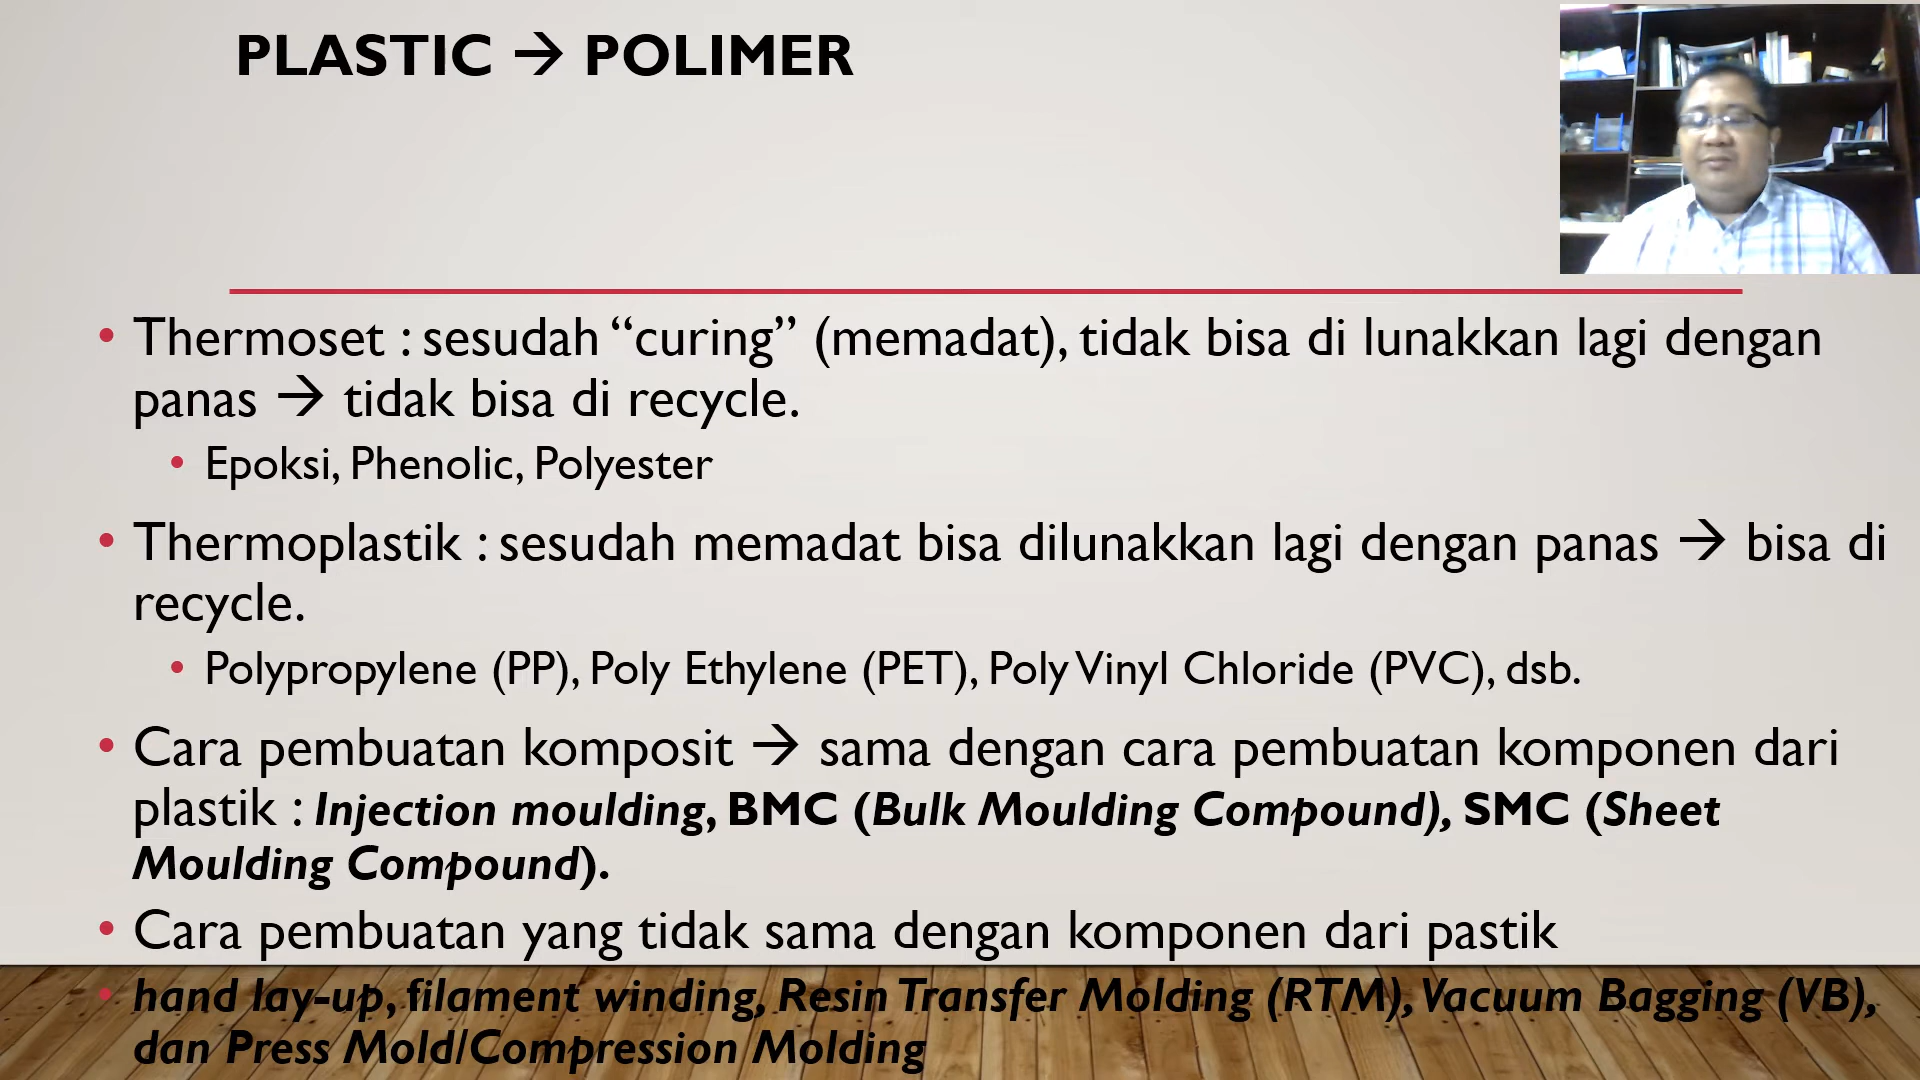 PLASTIC → POLIMER
• Thermoset : sesudah “curing” (memadat), tidak bisa di lunakkan lagi dengan
panas → tidak bisa di recycle.
• Epoksi, Phenolic, Polyester
• Thermoplastik : sesudah memadat bisa dilunakkan lagi dengan panas → bisa di
recycle.
• Polypropylene (PP), Poly Ethylene (PET), Poly Vinyl Chloride (PVC), dsb.
• Cara pembuatan komposit → sama dengan cara pembuatan komponen dari
plastik : Injection moulding, BMC (Bulk Moulding Compound), SMC (Sheet
Moulding Compound).
• Cara pembuatan yang tidak sama dengan komponen dari pastik
• hand lay-up, filament winding, Resin Transfer Molding (RTM), Vacuum Bagging (VB),
dan Press Mold/Compression Molding